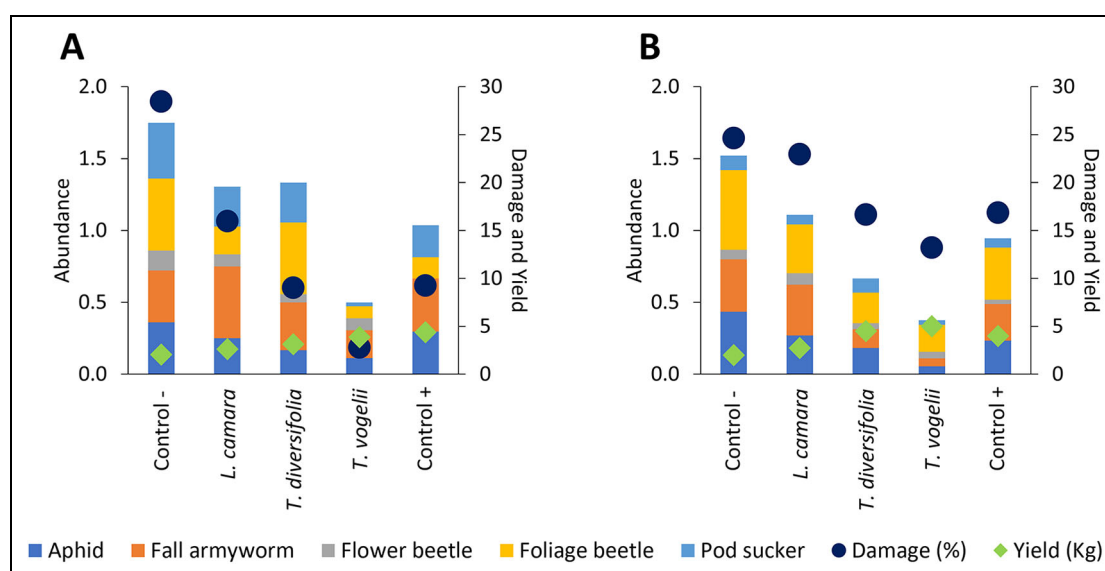 A
B
2.0
1.5
1.0
0.5
0.0
Abundance
30
25
20
15
10
5
0
Damage and Yield
Control -
L. camara
T. diversifolia
T. vogelii
Control +
2.0
1.5
1.0
0.5
0.0
Abundance
30
25
20
15
10
5
0
Damage and Yield
Control -
L. camara
T. diversifolia
T. vogelii
Control +
Aphid Fall armyworm Flower beetle Foliage beetle Pod sucker Damage (%) Yield (Kg)